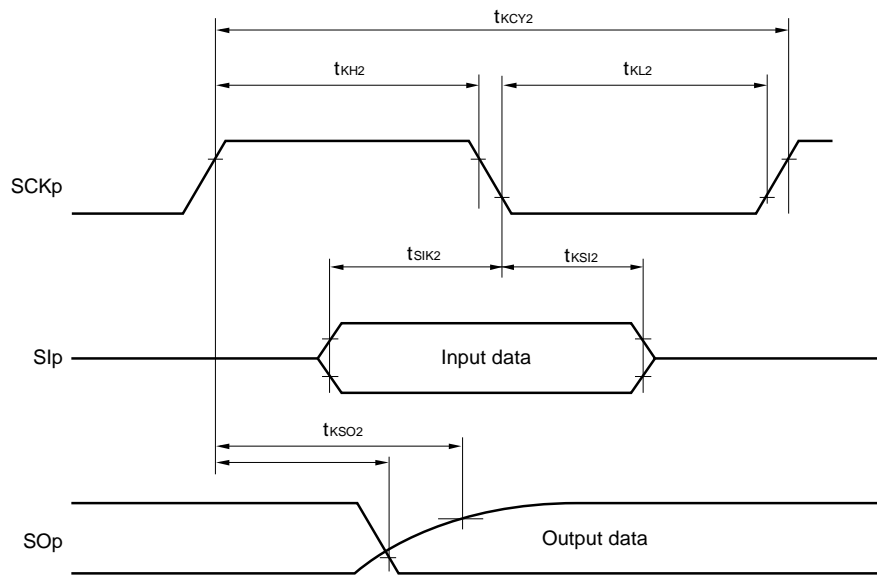 tKCY2
tKH2
tKL2
SCKp
tSIK2
tKSI2
SIp
Input data
tKSO2
SOp
Output data